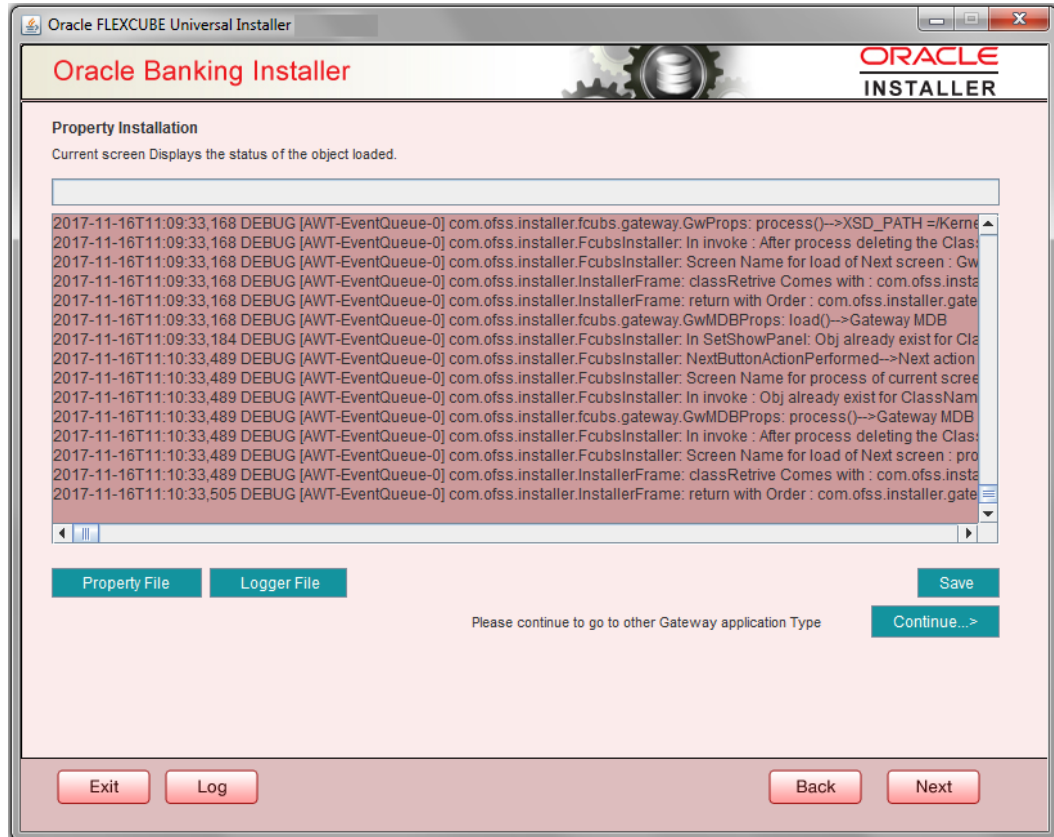 Oracle FLEXCUBE Universal Installer
Oracle Banking Installer
ORACLE
INSTALLER
Property Installation
Current screen Displays the status of the object loaded.
2017-11-16T11:09:33,168 DEBUG [AWT-EventQueue-0] com.ofss.installer.fcubs.gateway.GwProps: process()-->XSD_PATH =/Kerne
2017-11-16T11:09:33,168 DEBUG [AWT-EventQueue-0] com.ofss.installer.FcubsInstaller: In invoke : After process deleting the Clas
2017-11-16T11:09:33,168 DEBUG [AWT-EventQueue-0] com.ofss.installer.FcubsInstaller: Screen Name for load of Next screen : Gw
2017-11-16T11:09:33,168 DEBUG [AWT-EventQueue-0] com.ofss.installer.InstallerFrame: classRetrive Comes with : com.ofss.insta
2017-11-16T11:09:33,168 DEBUG [AWT-EventQueue-0] com.ofss.installer.InstallerFrame: return with Order : com.ofss.installer.gate
2017-11-16T11:09:33,168 DEBUG [AWT-EventQueue-0] com.ofss.installer.fcubs.gateway.GwMDBProps: load()-->Gateway MDB
2017-11-16T11:09:33,184 DEBUG [AWT-EventQueue-0] com.ofss.installer.FcubsInstaller: In SetShowPanel: Obj already exist for Cla
2017-11-16T11:10:33,489 DEBUG [AWT-EventQueue-0] com.ofss.installer.FcubsInstaller: NextButtonActionPerformed-->Next action
2017-11-16T11:10:33,489 DEBUG [AWT-EventQueue-0] com.ofss.installer.FcubsInstaller: Screen Name for process of current scree
2017-11-16T11:10:33,489 DEBUG [AWT-EventQueue-0] com.ofss.installer.FcubsInstaller: In invoke : Obj already exist for ClassNam
2017-11-16T11:10:33,489 DEBUG [AWT-EventQueue-0] com.ofss.installer.fcubs.gateway.GwMDBProps: process()-->Gateway MDB
2017-11-16T11:10:33,489 DEBUG [AWT-EventQueue-0] com.ofss.installer.FcubsInstaller: In invoke : After process deleting the Clas
2017-11-16T11:10:33,489 DEBUG [AWT-EventQueue-0] com.ofss.installer.FcubsInstaller: Screen Name for load of Next screen : pro
2017-11-16T11:10:33,489 DEBUG [AWT-EventQueue-0] com.ofss.installer.InstallerFrame: classRetrive Comes with : com.ofss.insta
2017-11-16T11:10:33,505 DEBUG [AWT-EventQueue-0] com.ofss.installer.InstallerFrame: return with Order : com.ofss.installer.gate
Property File Logger File Save
Please continue to go to other Gateway application Type Continue...>
Exit Log Back Next